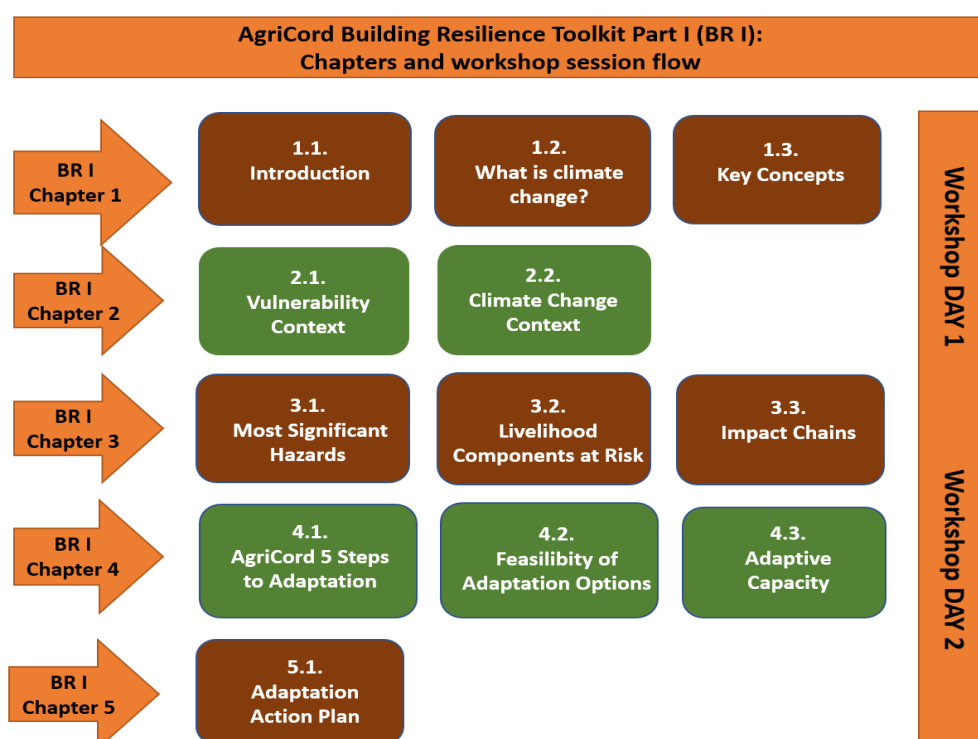 AgriCord Building Resilience Toolkit Part I (BR I):
Chapters and workshop session flow
BR I
Chapter 1
1.1.
Introduction
1.2.
What is climate
change?
1.3.
Key Concepts
BR I
Chapter 2
2.1.
Vulnerability
Context
2.2.
Climate Change
Context
Workshop DAY 1
BR I
Chapter 3
3.1.
Most Significant
Hazards
3.2.
Livelihood
Components at Risk
3.3.
Impact Chains
BR I
Chapter 4
4.1.
AgriCord 5 Steps
to Adaptation
4.2.
Feasilibity of
Adaptation Options
4.3.
Adaptive
Capacity
Workshop DAY 2
BR I
Chapter 5
5.1.
Adaptation
Action Plan